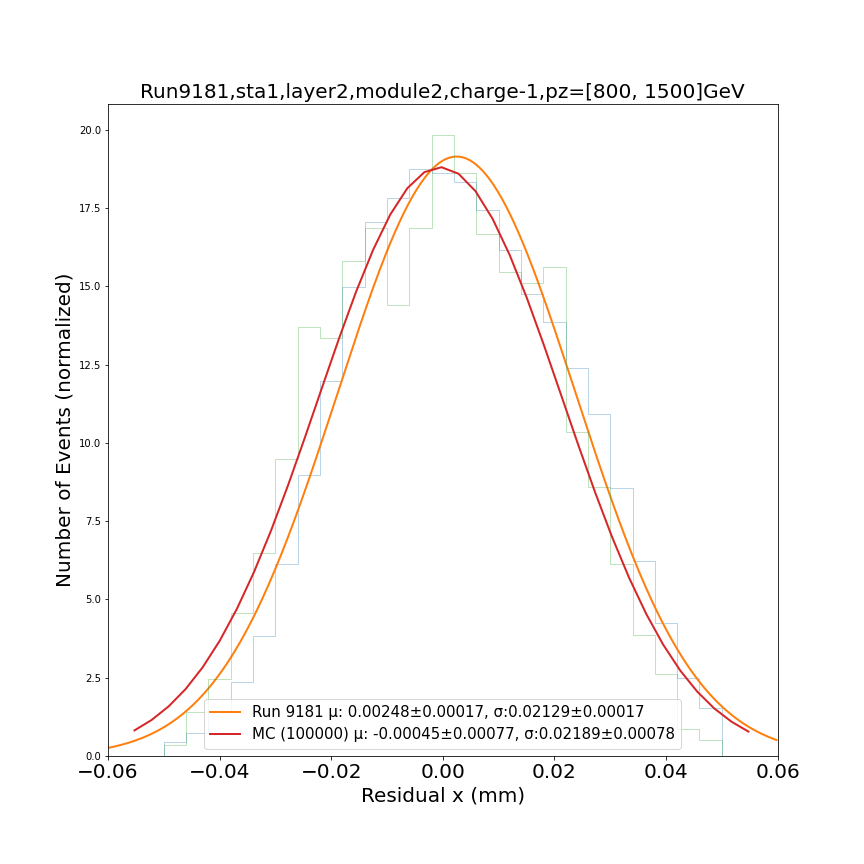 Run9181,sta1,layer2,module2,charge-1,pz=[800, 1500]GeV
Number of Events (normalized)
20.0
17.5
15.0
12.5
10.0
7.5
5.0
2.5
0.0
Run 9181 μ: 0.00248±0.00017, σ:0.02129±0.00017
MC (100000) μ: -0.00045±0.00077, σ:0.02189±0.00078
−0.06 −0.04 −0.02 0.00 0.02 0.04 0.06
Residual x (mm)